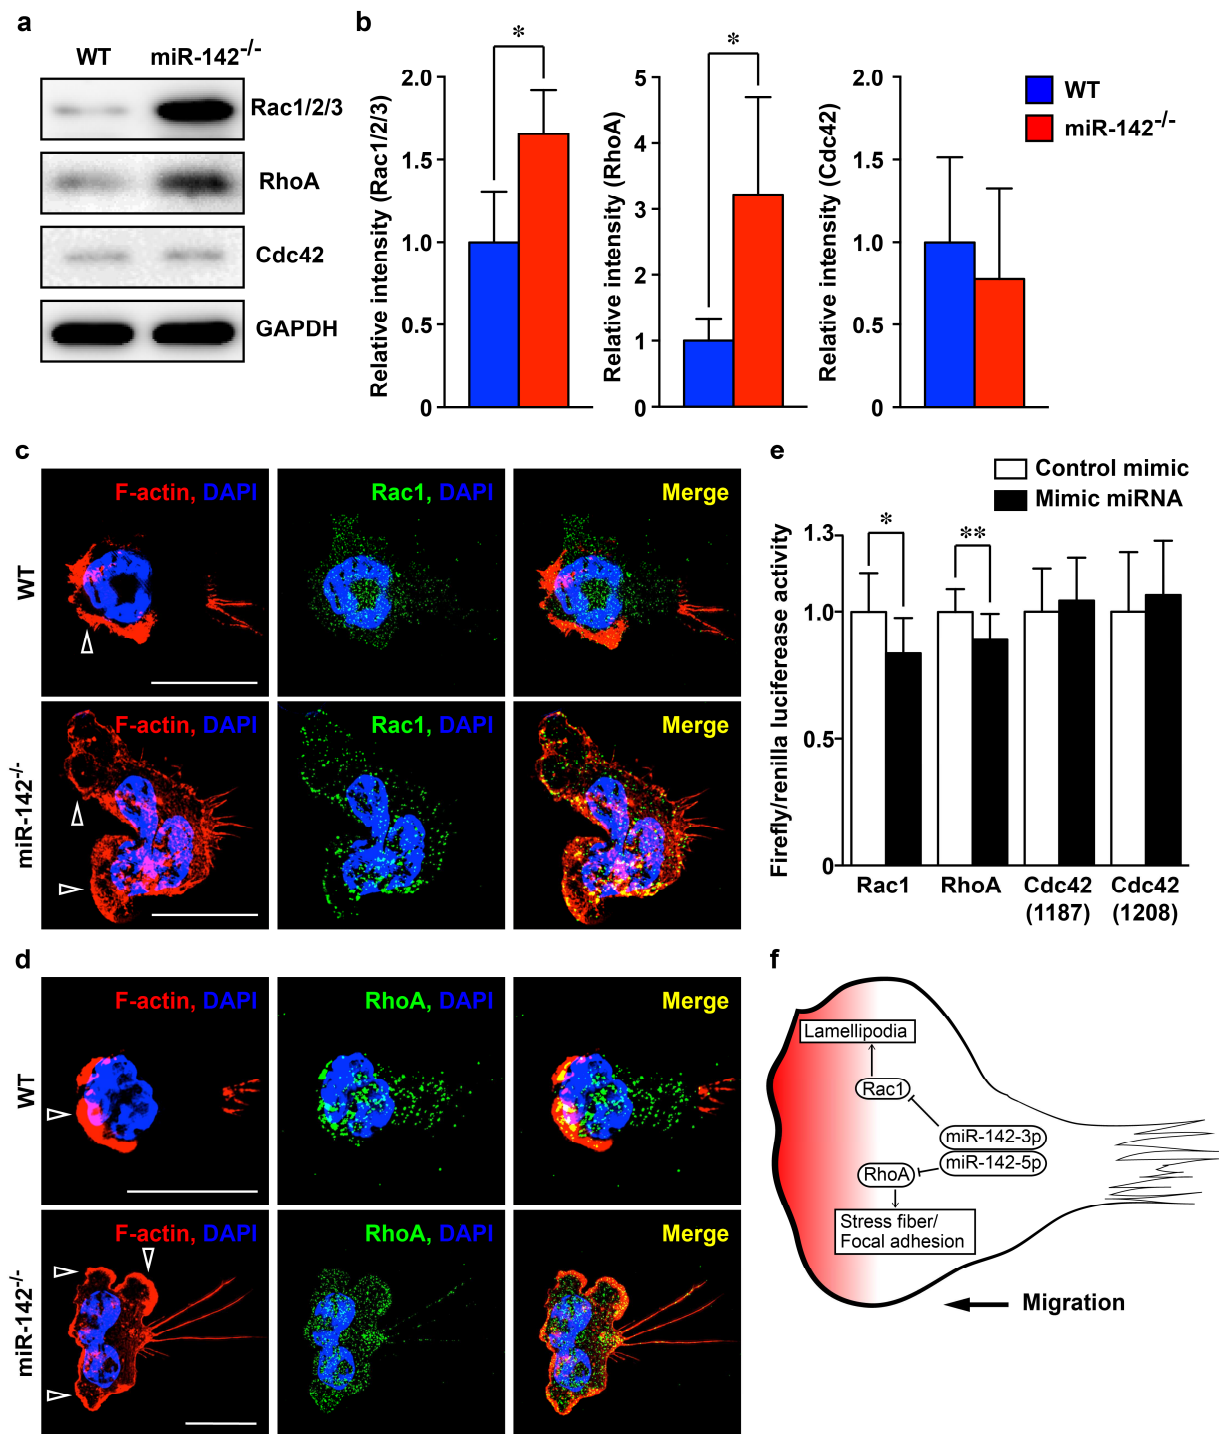 a
WT miR-142-/-
Rac1/2/3
RhoA
Cdc42
GAPDH
b
Relative intensity (Rac1/2/3)
2.0
1.5
1.0
0.5
0
*
Relative intensity (RhoA)
5
4
3
2
1
0
*
Relative intensity (Cdc42)
2.0
1.5
1.0
0.5
0
WT
miR-142-/-
c
WT
F-actin, DAPI
Rac1, DAPI
Merge
miR-142-/-
F-actin, DAPI
Rac1, DAPI
Merge
d
WT
F-actin, DAPI
RhoA, DAPI
Merge
miR-142-/-
F-actin, DAPI
RhoA, DAPI
Merge
e
Control mimic
Mimic miRNA
Firefly/renilla luciferease activity
1.3
1.0
0.5
0
*
**
Rac1 RhoA Cdc42 Cdc42
(1187) (1208)
f
Lamellipodia
Rac1
miR-142-3p
miR-142-5p
RhoA
Stress fiber/
Focal adhesion
Migration